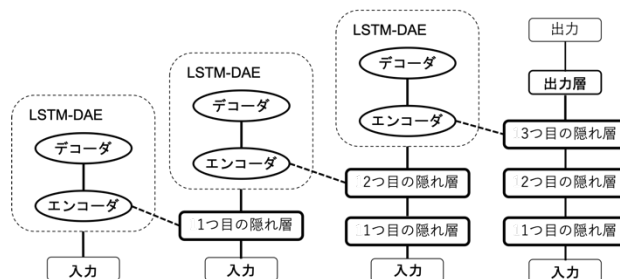 LSTM-DAE
デコーダ
エンコーダ
入力
LSTM-DAE
デコーダ
エンコーダ
1つ目の隠れ層
入力
LSTM-DAE
デコーダ
エンコーダ
2つ目の隠れ層
1つ目の隠れ層
入力
出力
出力層
3つ目の隠れ層
2つ目の隠れ層
1つ目の隠れ層
入力